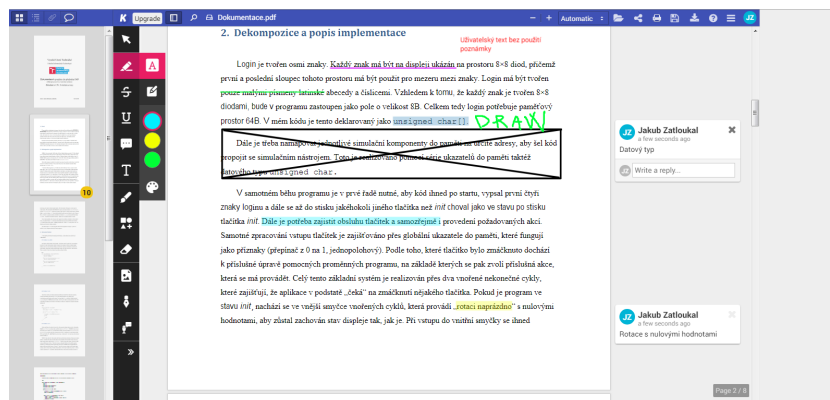 K Upgrade Dokumentace.pdf − + Automatic JZ
2. Dekompozice a popis implementace
Uživatelský text bez použití
poznámky
Login je tvořen osmi znaky. Každý znak má být na displeji ukázán na prostoru 8×8 diod, přičemž
první a poslední sloupec tohoto prostoru má být použit pro mezeru mezi znaky. Login má být tvořen
pouze malými písmeny latinské abecedy a číslicemi. Vzhledem k tomu, že každý znak je tvořen 8×8
diodami, bude v programu zastoupen jako pole o velikost 8B. Celkem tedy login potřebuje paměťový
prostor 64B. V mém kódu je tento deklarovaný jako unsigned char[]. DRAW
Dále je třeba namapovat jednotlivé simulační komponenty do paměti na určité adresy, aby šel kód
propojit se simulačním nástrojem. Toto je realizováno pomocí série ukazatelů do paměti taktéž
datového typu unsigned char.
V samotném běhu programu je v prvé řadě nutné, aby kód ihned po startu, vypsal první čtyři
znaky loginu a dále se až do stisku jakéhokoli jiného tlačítka než init choval jako ve stavu po stisku
tlačítka init. Dále je potřeba zajistit obsluhu tlačítek a samozřejmě i provedení požadovaných akcí.
Samotné zpracování vstupu tlačítek je zajišťováno přes globální ukazatele do paměti, které fungují
jako příznaky (přepínač z 0 na 1, jednopolohový). Podle toho, které tlačítko bylo zmáčknuto dochází
k příslušné úpravě pomocných proměnných programu, na základě kterých se pak zvolí příslušná akce,
která se má provádět. Celý tento základní systém je realizován přes dva vnořené nekonečné cykly,
které zajišťují, že aplikace v podstatě „čeká“ na zmáčknutí nějakého tlačítka. Pokud je program ve
stavu init, nachází se ve vnější smyčce vnořených cyklů, která provádí „rotaci naprázdno“ s nulovými
hodnotami, aby zůstal zachován stav displeje tak, jak je. Při vstupu do vnitřní smyčky se ihned
10
A
S
U
T
JZ Jakub Zatloukal
a few seconds ago
Datový typ
JZ Write a reply...
JZ Jakub Zatloukal
a few seconds ago
Rotace s nulovými hodnotami
Page 2 / 8